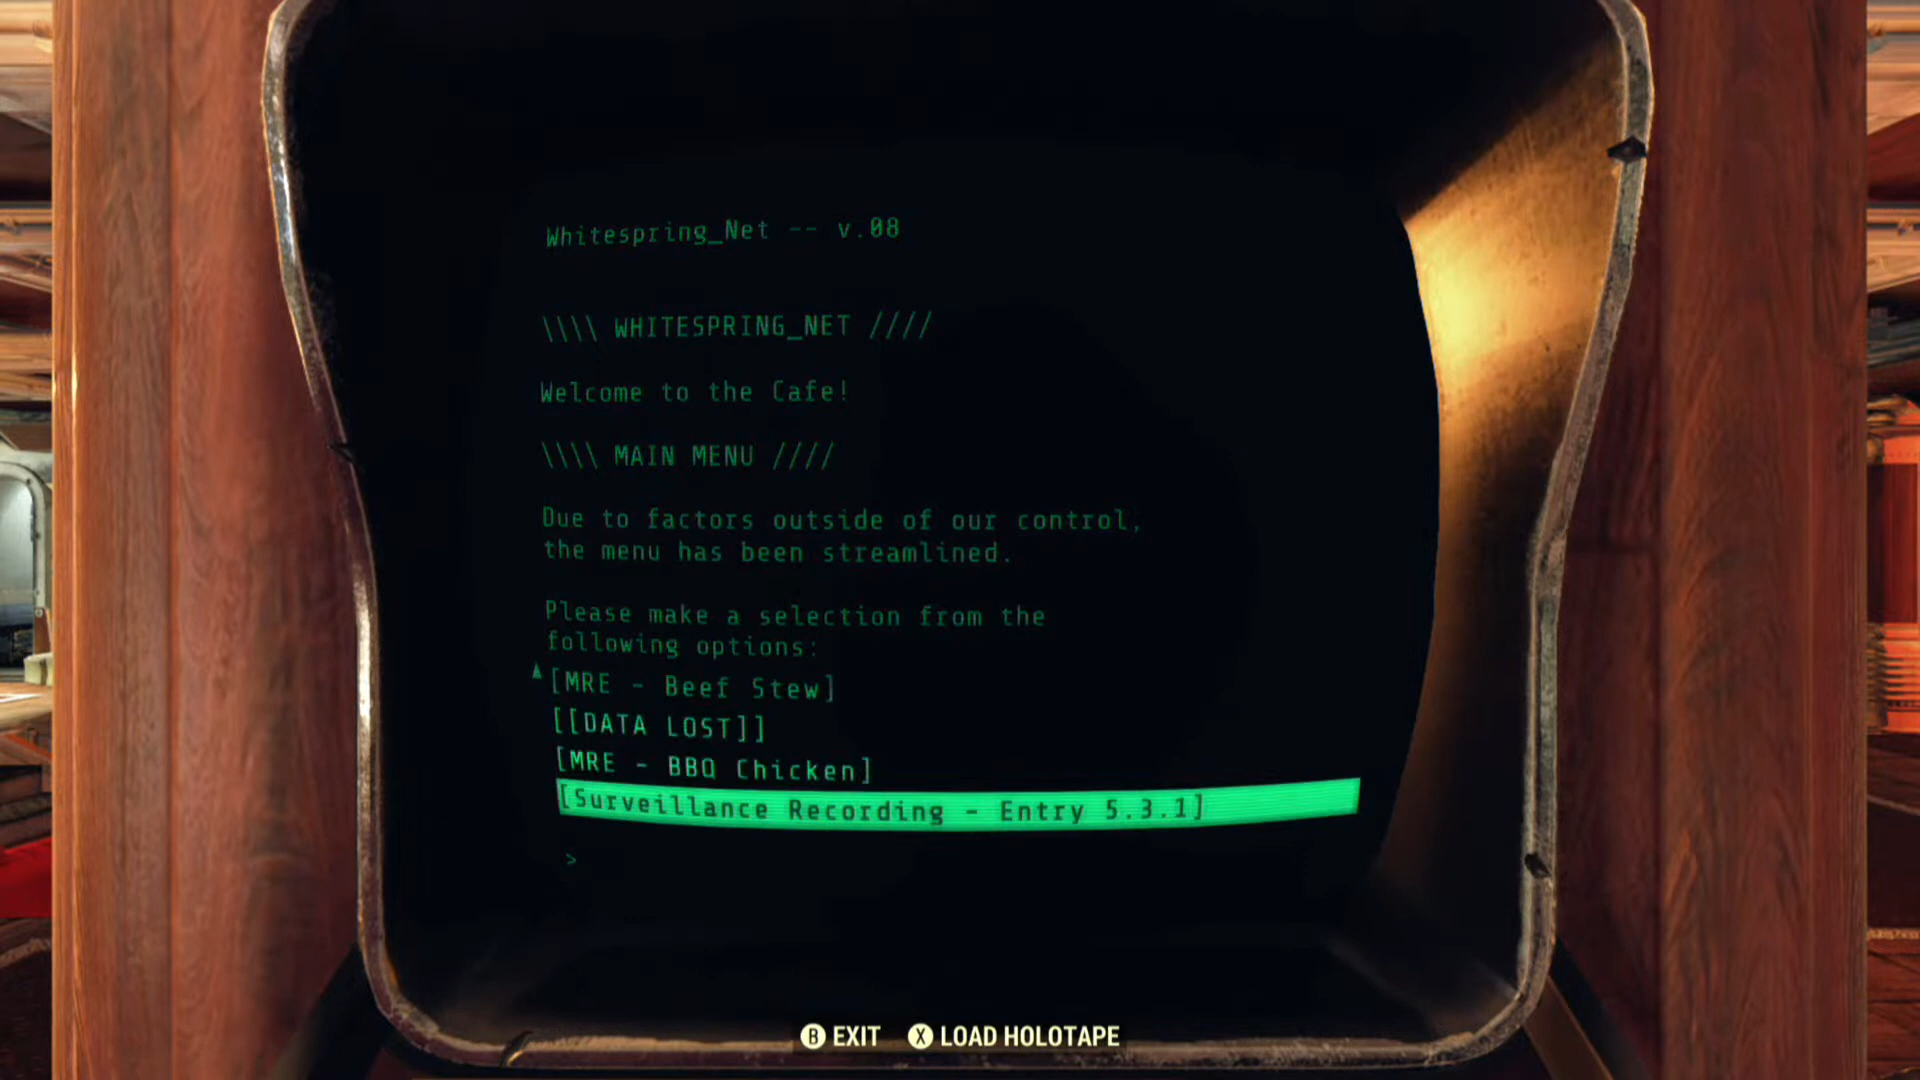 Whitespring_Net -- v.08
\\\\ WHITESPRING_NET ////
Welcome to the Cafe!
\\\\ MAIN MENU ////
Due to factors outside of our control,
the menu has been streamlined.
Please make a selection from the
following options:
[MRE - Beef Stew]
[[DATA LOST]]
[MRE - BBQ Chicken]
[Surveillance Recording - Entry 5.3.1]
>
B EXIT X LOAD HOLOTAPE